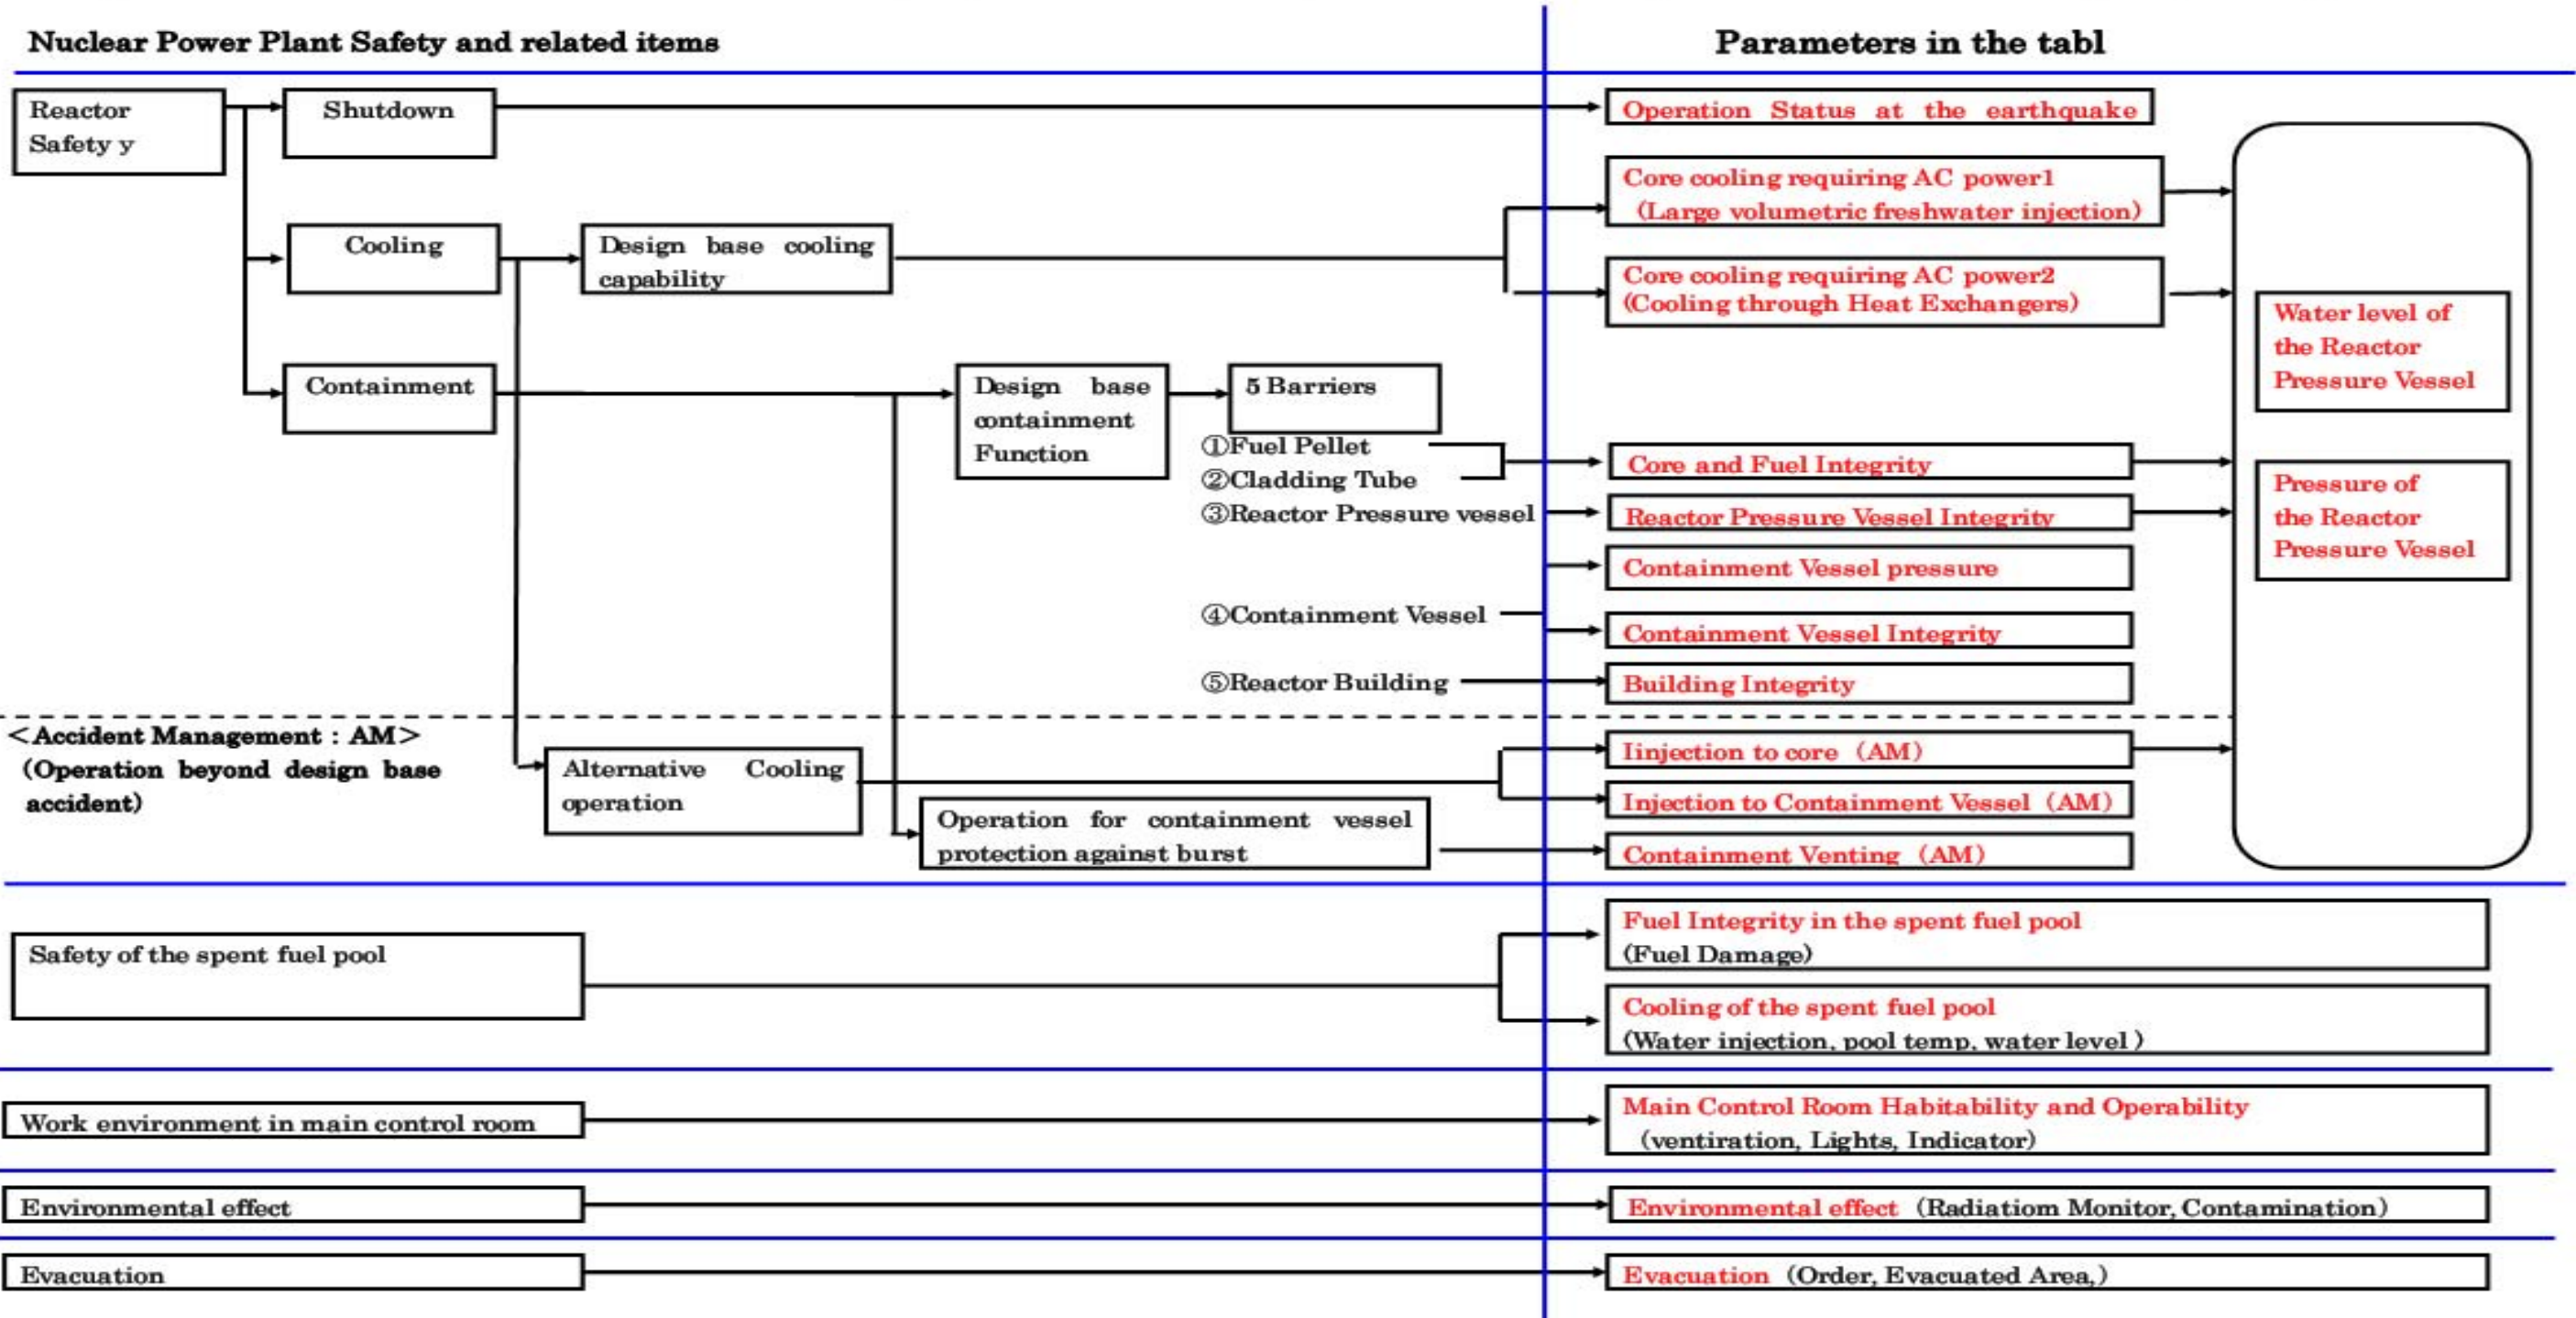 Nuclear Power Plant Safety and related items
Parameters in the tabl
Reactor
Safety y
Shutdown
Operation Status at the earthquake
Core cooling requiring AC power1
(Large volumetric freshwater injection)
Cooling
Design base cooling
capability
Core cooling requiring AC power2
(Cooling through Heat Exchangers)
Water level of
the Reactor
Pressure Vessel
Containment
Design base
containment
Function
5 Barriers
①Fuel Pellet
②Cladding Tube
③Reactor Pressure vessel
Core and Fuel Integrity
Reactor Pressure Vessel Integrity
Pressure of
the Reactor
Pressure Vessel
Containment Vessel pressure
④Containment Vessel
Containment Vessel Integrity
⑤Reactor Building
Building Integrity
<Accident Management : AM>
(Operation beyond design base
accident)
Alternative Cooling
operation
Iinjection to core (AM)
Injection to Containment Vessel (AM)
Operation for containment vessel
protection against burst
Containment Venting (AM)
Safety of the spent fuel pool
Fuel Integrity in the spent fuel pool
(Fuel Damage)
Cooling of the spent fuel pool
(Water injection, pool temp, water level )
Work environment in main control room
Main Control Room Habitability and Operability
(ventiration, Lights, Indicator)
Environmental effect
Environmental effect (Radiatiom Monitor, Contamination)
Evacuation
Evacuation (Order, Evacuated Area,)